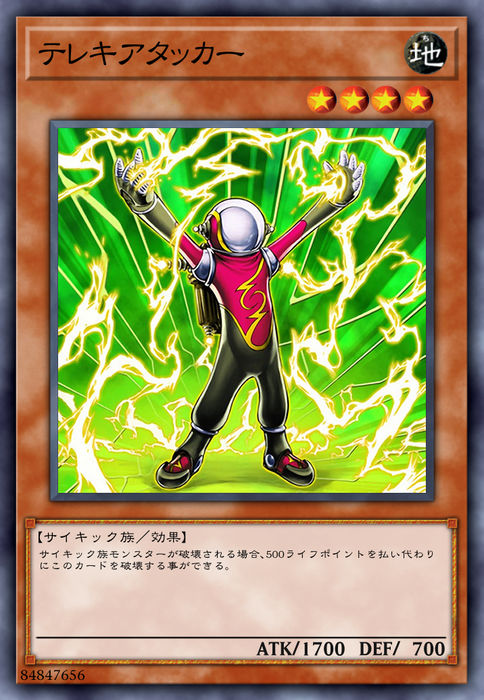 テレキアタッカー
ち
地
【サイキック族／効果】
サイキック族モンスターが破壊される場合、500ライフポイントを払い代わり
にこのカードを破壊する事ができる。
ATK/1700 DEF/ 700
84847656